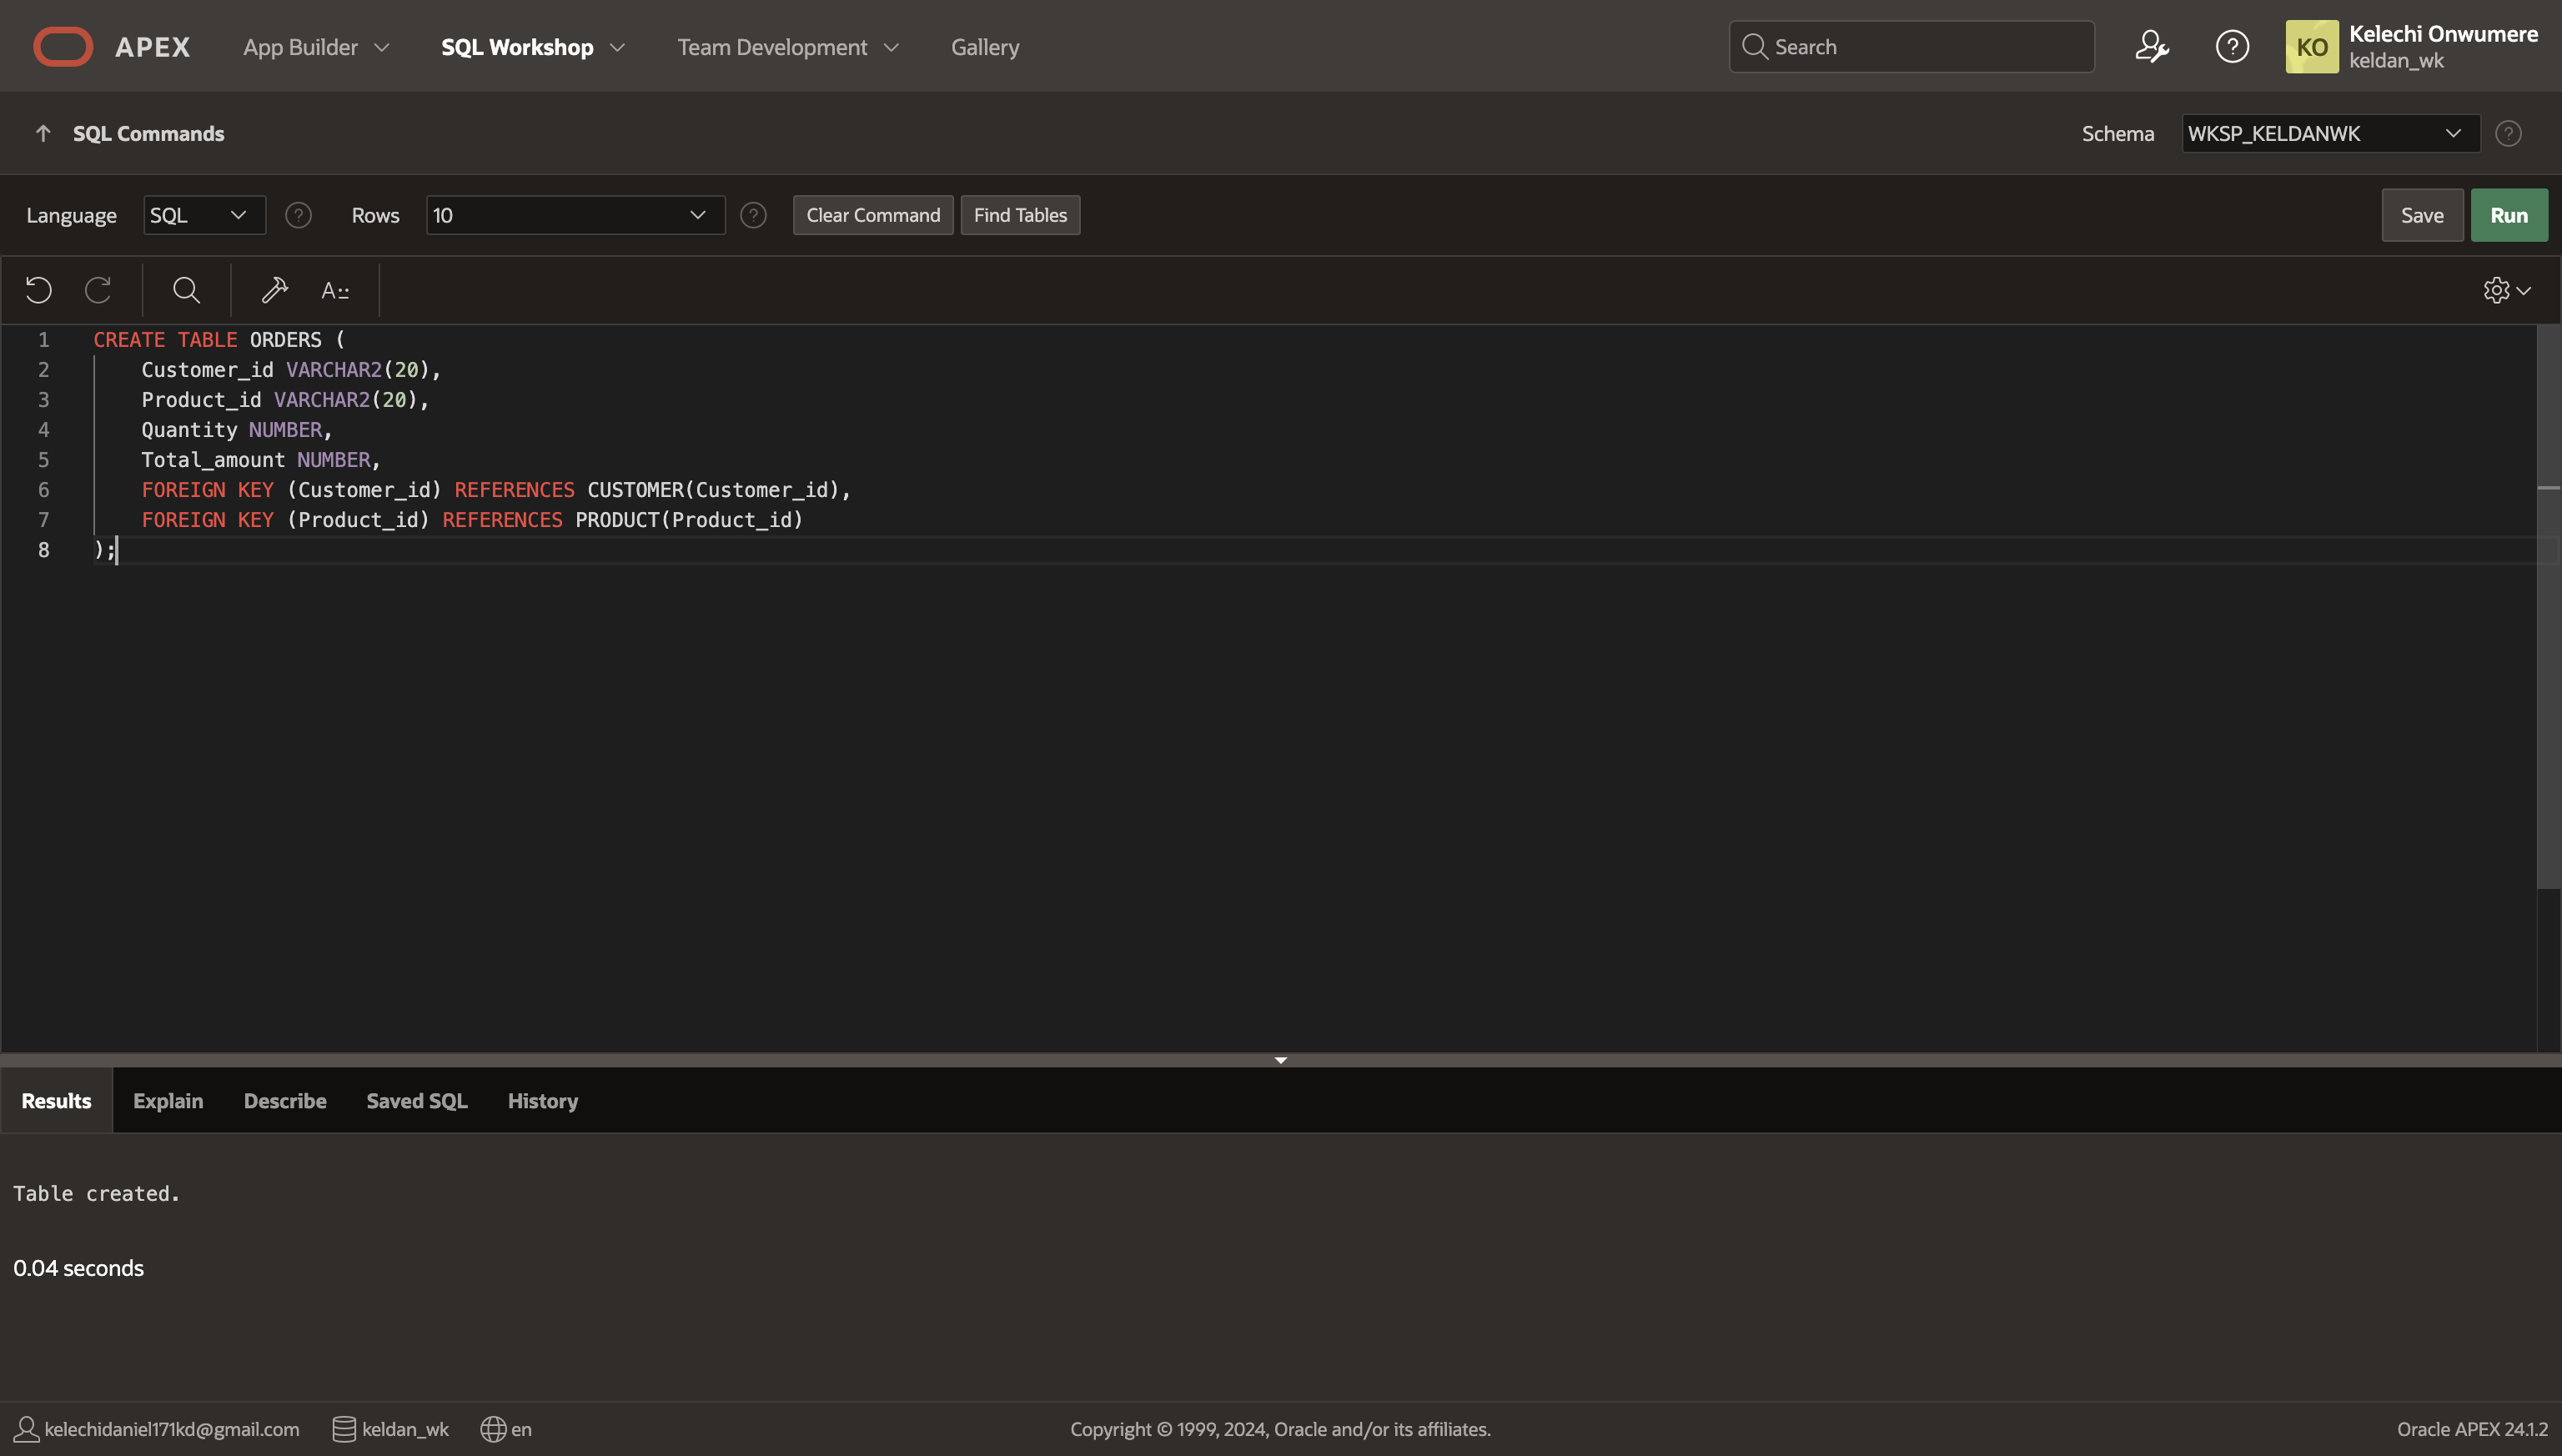 APEX App Builder SQL Workshop Team Development Gallery Search KO Kelechi Onwumere
keldan_wk
SQL Commands Schema WKSP_KELDANWK
Language SQL Rows 10 Clear Command Find Tables Save Run
A
1 CREATE TABLE ORDERS (
2 Customer_id VARCHAR2(20),
3 Product_id VARCHAR2(20),
4 Quantity NUMBER,
5 Total_amount NUMBER,
6 FOREIGN KEY (Customer_id) REFERENCES CUSTOMER(Customer_id),
7 FOREIGN KEY (Product_id) REFERENCES PRODUCT(Product_id)
8 );
Results Explain Describe Saved SQL History
Table created.
0.04 seconds
kelechidaniel171kd@gmail.com keldan_wk en Copyright © 1999, 2024, Oracle and/or its affiliates. Oracle APEX 24.1.2